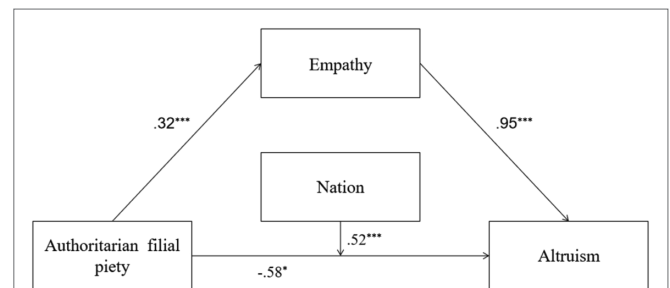 Empathy
.32***
.95***
Nation
.52***
Authoritarian filial
piety
-.58*
Altruism